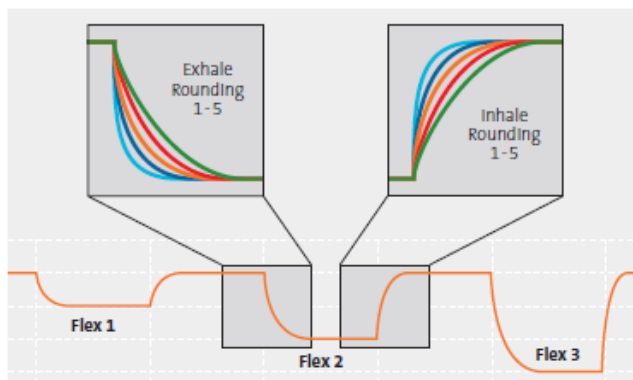 Exhale
Rounding
1-5
Inhale
Rounding
1-5
Flex 1
Flex 2
Flex 3